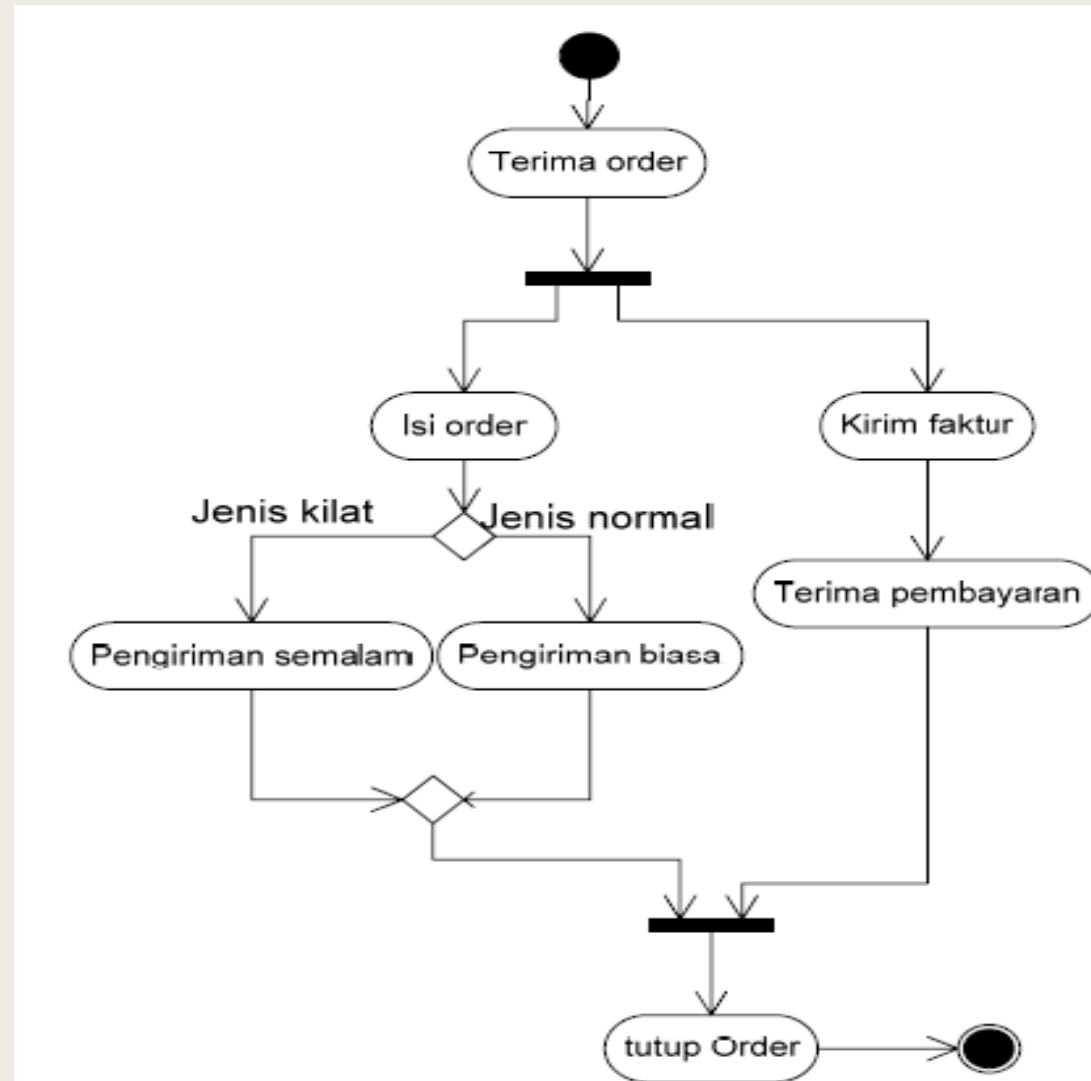 Terima order
Isi order
Kirim faktur
Jenis kilat
Jenis normal
Terima pembayaran
Pengiriman semalam
Pengiriman biasa
tutup Order